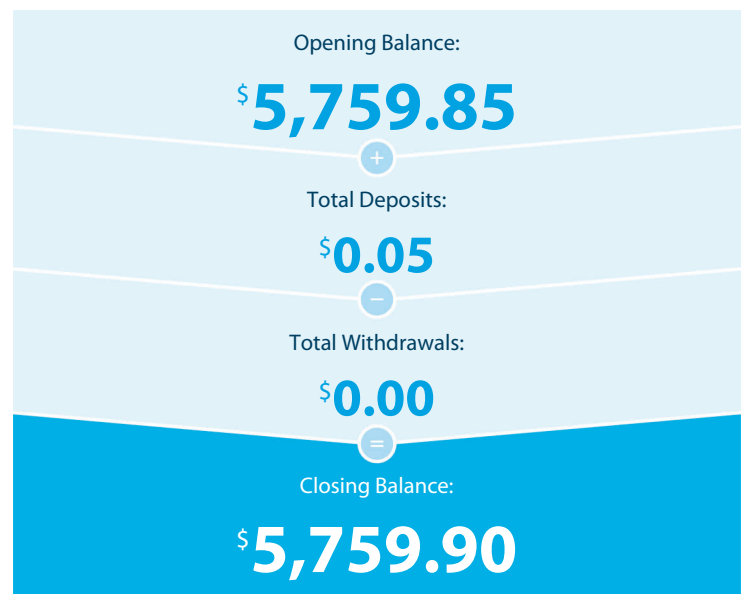 Opening Balance:
$5,759.85
+
Total Deposits:
$0.05
−
Total Withdrawals:
$0.00
=
Closing Balance:
$5,759.90